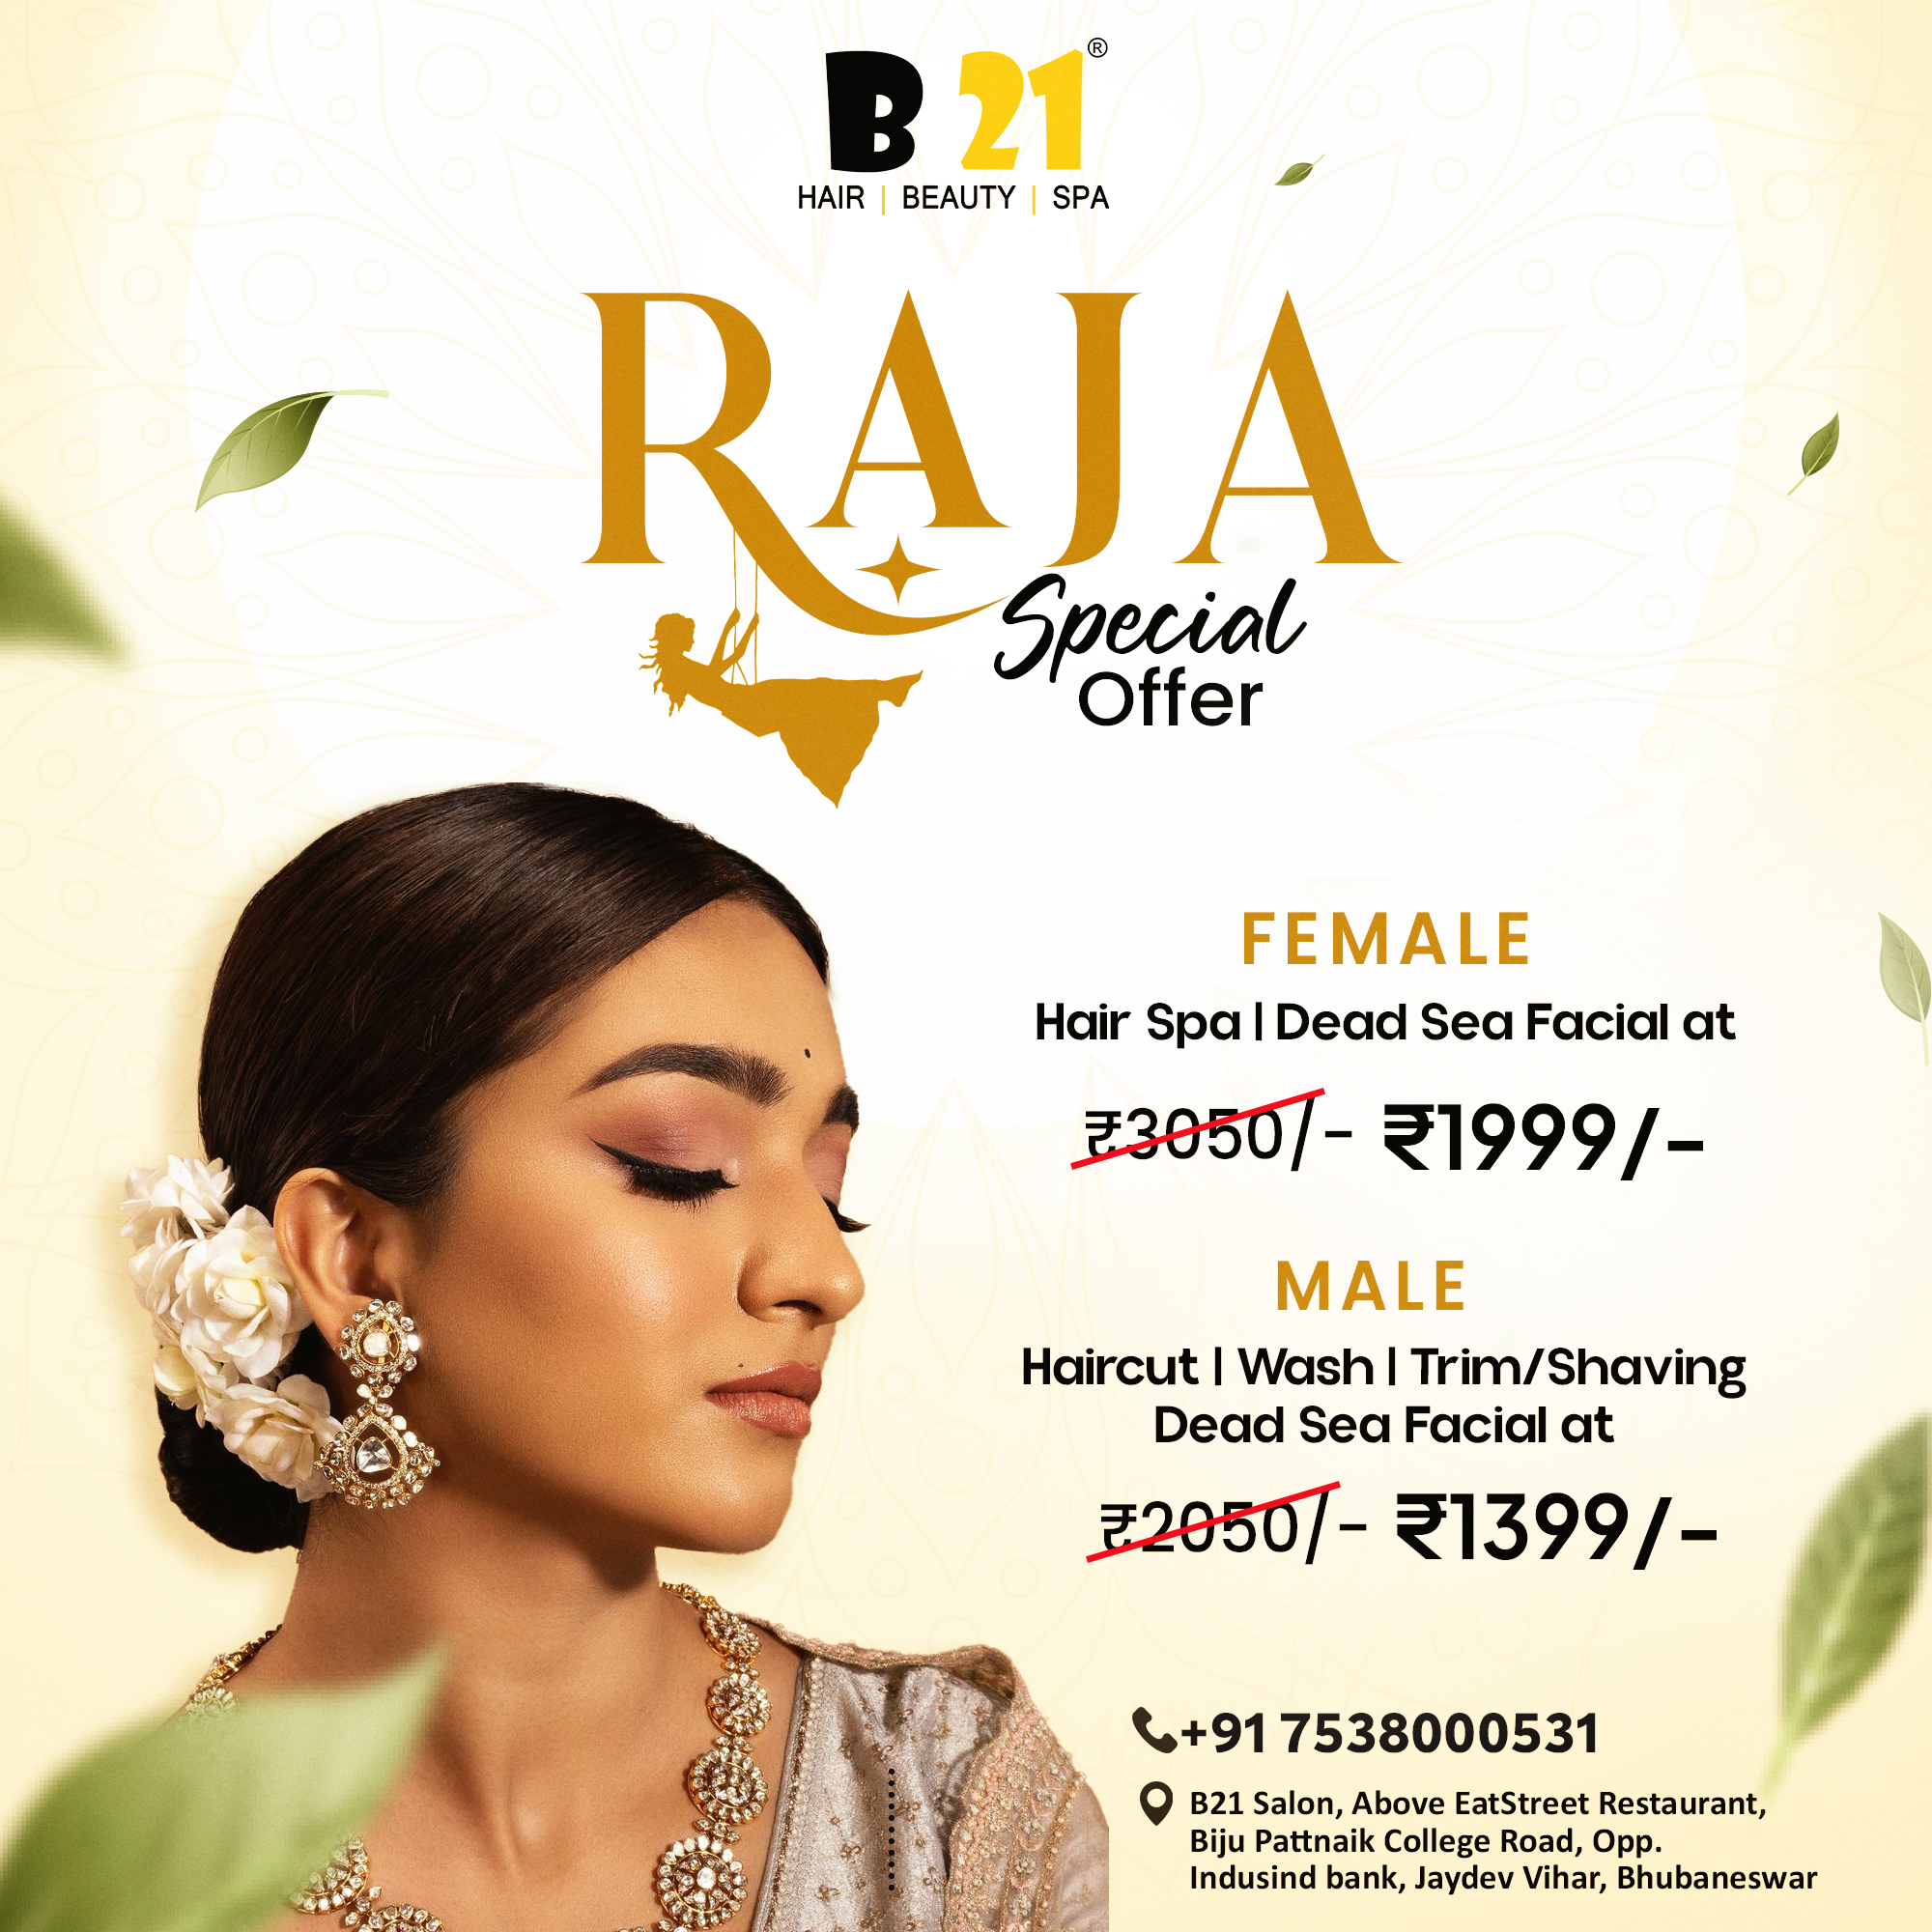 B 21®
HAIR | BEAUTY | SPA
RAJA
Special
Offer
FEMALE
Hair Spa | Dead Sea Facial at
₹3050/- ₹1999/-
MALE
Haircut | Wash | Trim/Shaving
Dead Sea Facial at
₹2050/- ₹1399/-
+91 7538000531
B21 Salon, Above EatStreet Restaurant,
Biju Pattnaik College Road, Opp.
Indusind bank, Jaydev Vihar, Bhubaneswar